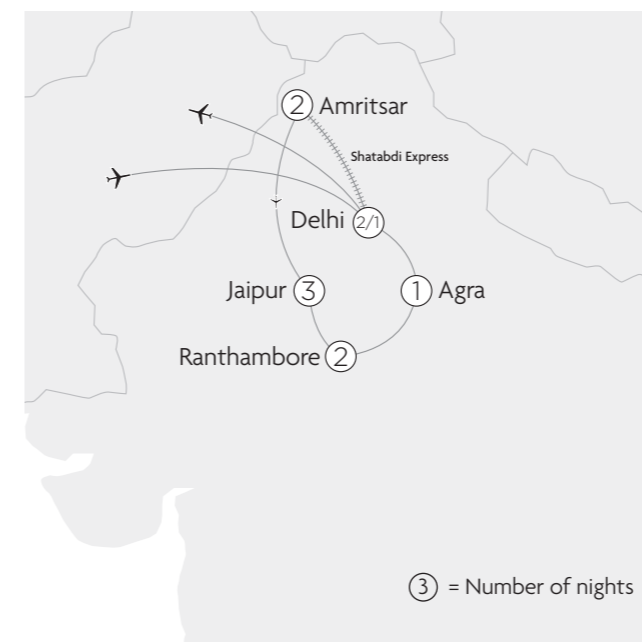 2 Amritsar
Shatabdi Express
Delhi 2/1
Jaipur 3
1 Agra
Ranthambore 2
3 = Number of nights